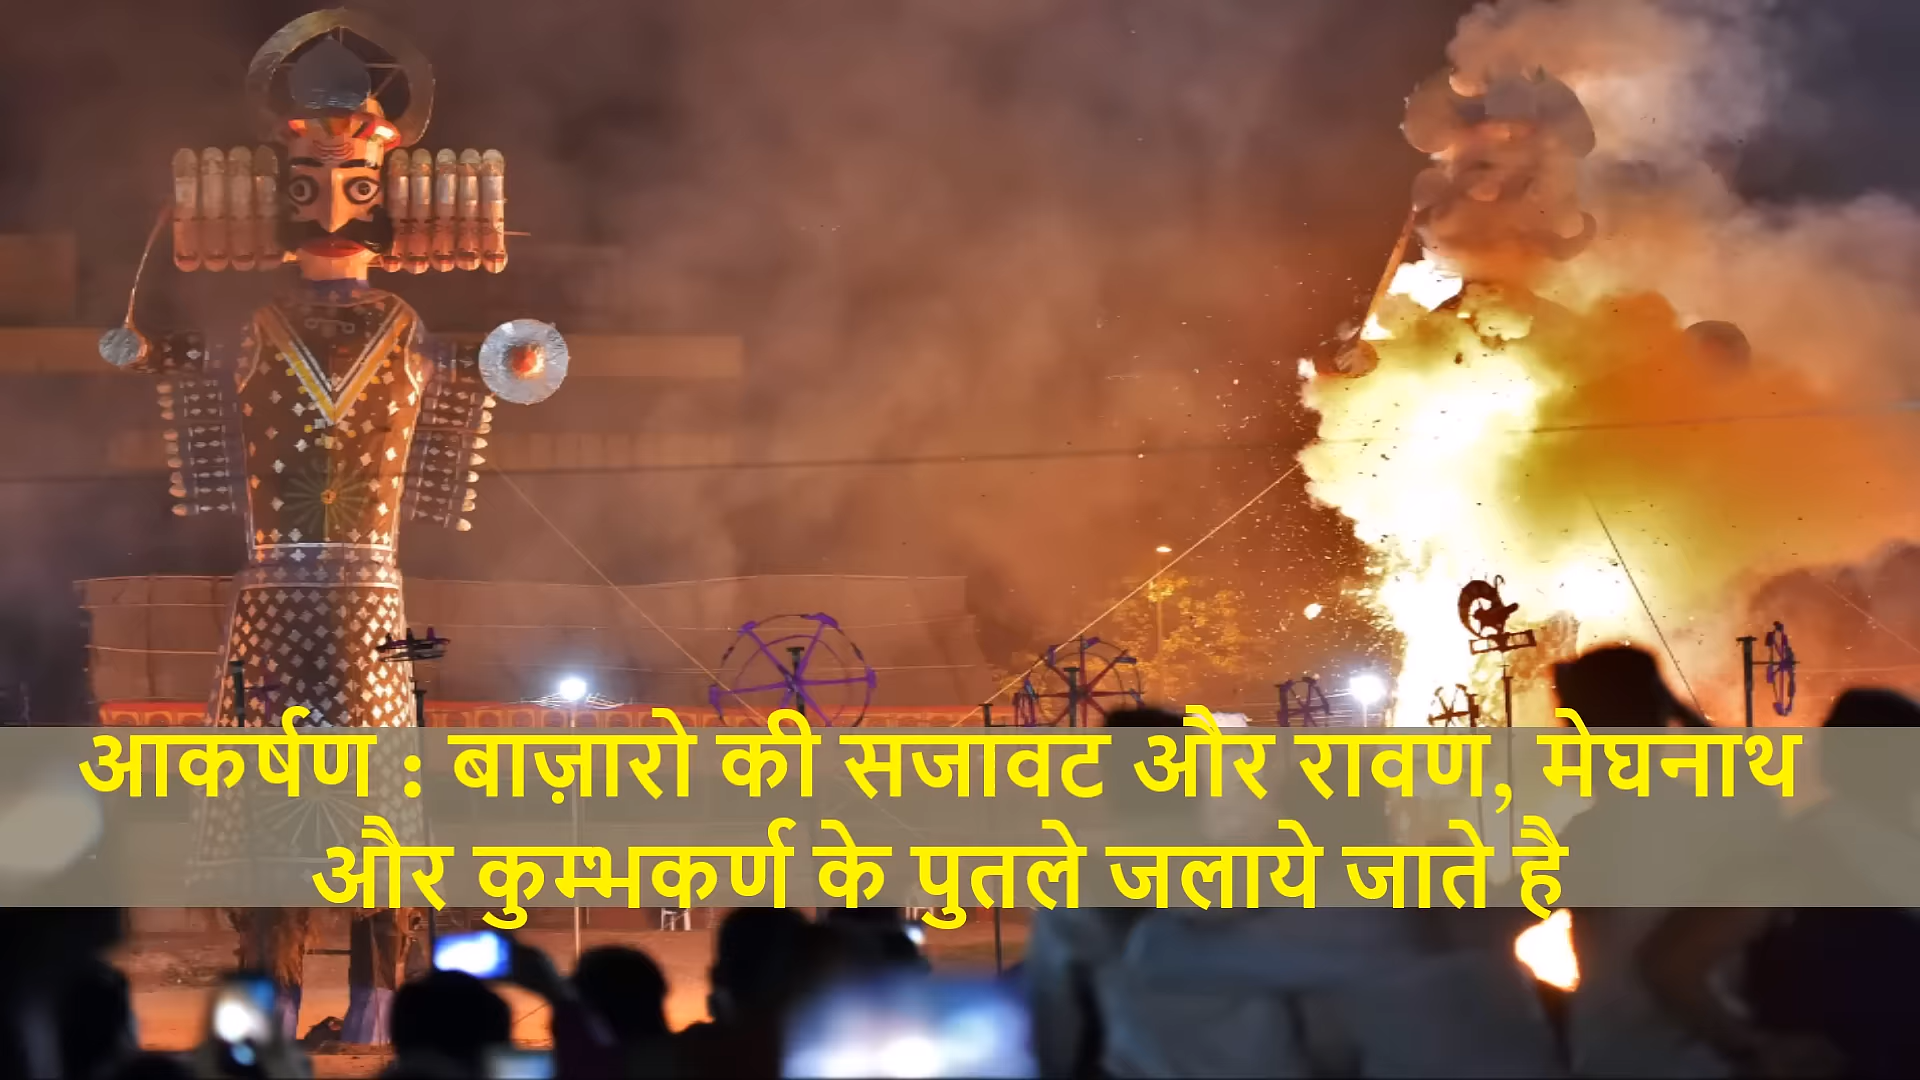 आकर्षण : बाज़ारो की सजावट और रावण, मेघनाथ
और कुम्भकर्ण के पुतले जलाये जाते है